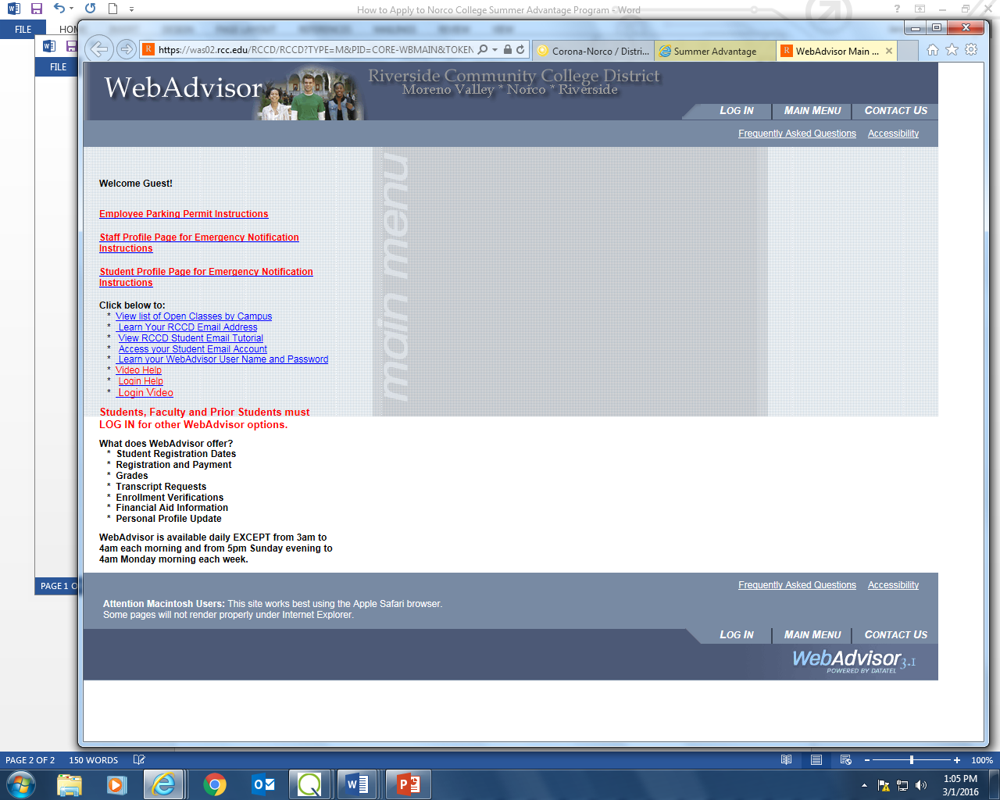 How to Apply to Norco College Summer Advantage Program - Word
FILE
FILE
https://was02.rcc.edu/RCCD/RCCD?TYPE=M&PID=CORE-WBMAIN&TOKEN
Corona-Norco / Distri...
Summer Advantage
WebAdvisor Main ...
WebAdvisor
Riverside Community College District
Moreno Valley * Norco * Riverside
LOG IN
MAIN MENU
CONTACT US
Frequently Asked Questions
Accessibility
main menu
Welcome Guest!
Employee Parking Permit Instructions
Staff Profile Page for Emergency Notification
Instructions
Student Profile Page for Emergency Notification
Instructions
Click below to:
* View list of Open Classes by Campus
* Learn Your RCCD Email Address
* View RCCD Student Email Tutorial
* Access your Student Email Account
* Learn your WebAdvisor User Name and Password
* Video Help
* Login Help
* Login Video
Students, Faculty and Prior Students must
LOG IN for other WebAdvisor options.
What does WebAdvisor offer?
* Student Registration Dates
* Registration and Payment
* Grades
* Transcript Requests
* Enrollment Verifications
* Financial Aid Information
* Personal Profile Update
WebAdvisor is available daily EXCEPT from 3am to
4am each morning and from 5pm Sunday evening to
4am Monday morning each week.
PAGE 1
Frequently Asked Questions
Accessibility
Attention Macintosh Users: This site works best using the Apple Safari browser.
Some pages will not render properly under Internet Explorer.
LOG IN
MAIN MENU
CONTACT US
WebAdvisor 3.1
POWERED BY DATATEL
PAGE 2 OF 2
150 WORDS
100%
1:05 PM
3/1/2016